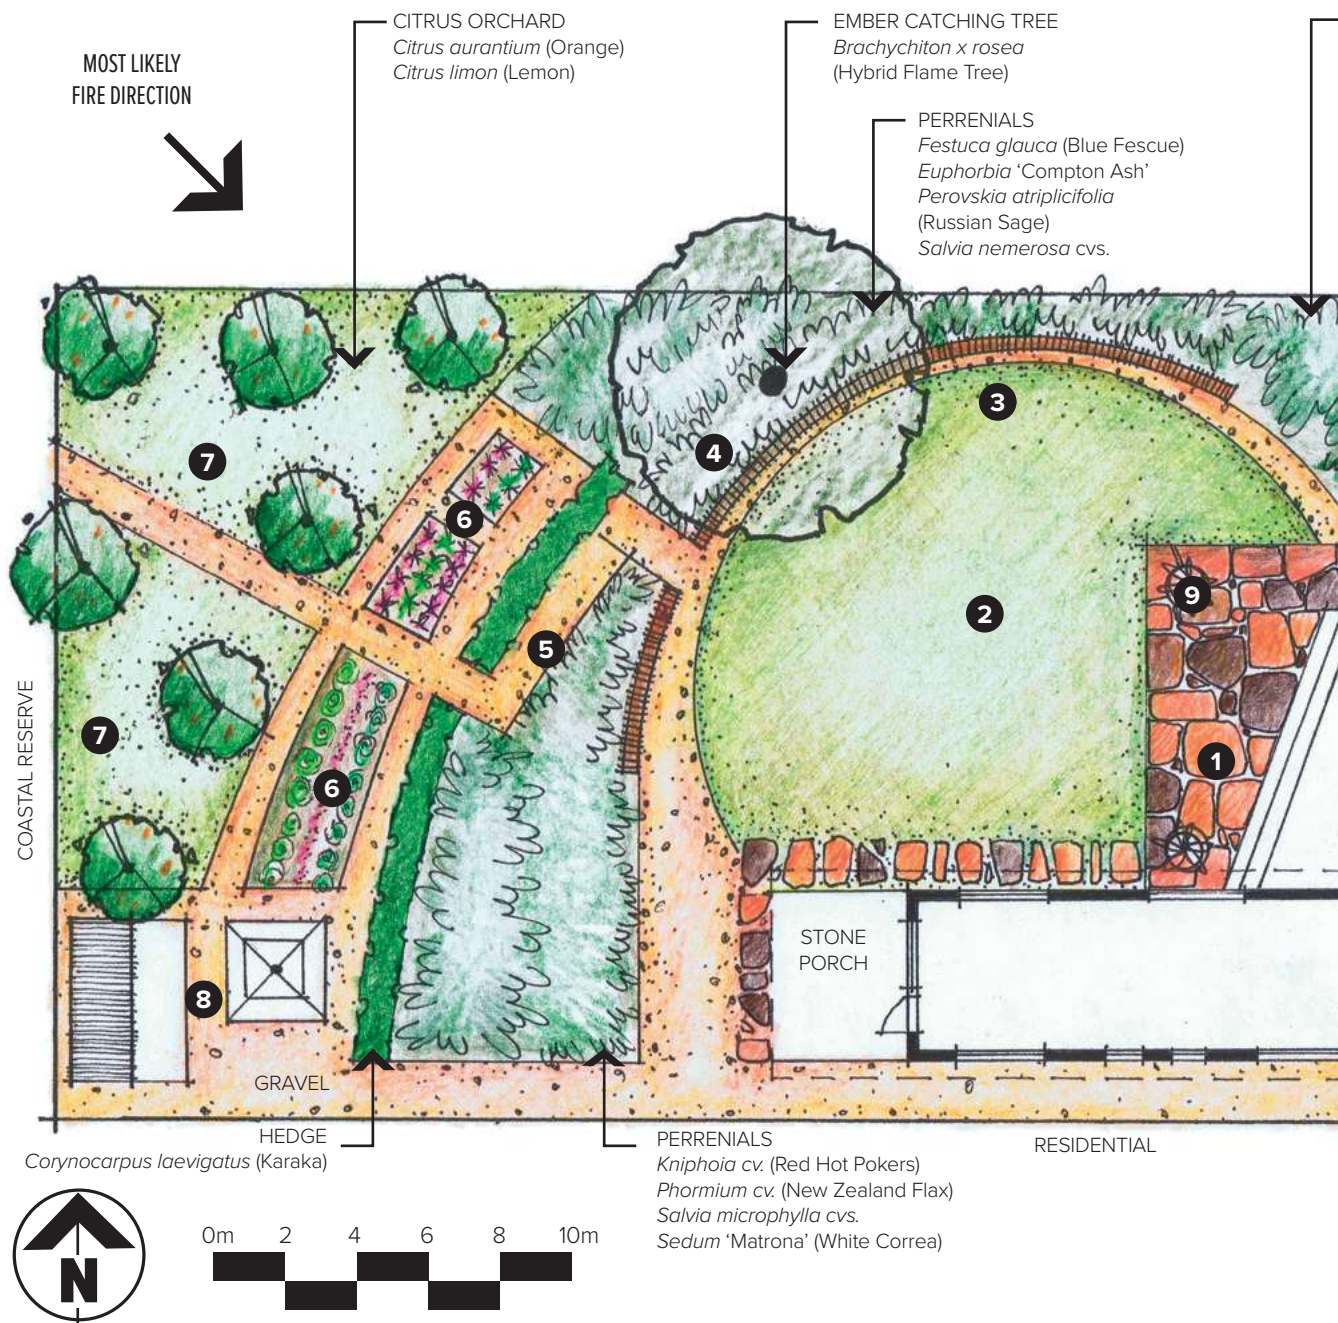 CITRUS ORCHARD
Citrus aurantium (Orange)
Citrus limon (Lemon)
EMBER CATCHING TREE
Brachychiton x rosea
(Hybrid Flame Tree)
MOST LIKELY
FIRE DIRECTION
PERRENIALS
Festuca glauca (Blue Fescue)
Euphorbia ‘Compton Ash’
Perovskia atriplicifolia
(Russian Sage)
Salvia nemerosa cvs.
3
4
7
6
9
2
5
COASTAL RESERVE
7
1
6
STONE
PORCH
8
GRAVEL
HEDGE
Corynocarpus laevigatus (Karaka)
PERRENIALS
Kniphoia cv. (Red Hot Pokers)
Phormium cv. (New Zealand Flax)
Salvia microphylla cvs.
Sedum ‘Matrona’ (White Correa)
RESIDENTIAL
N
0m 2 4 6 8 10m